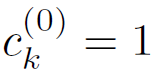 $c_k^{(0)} = 1$